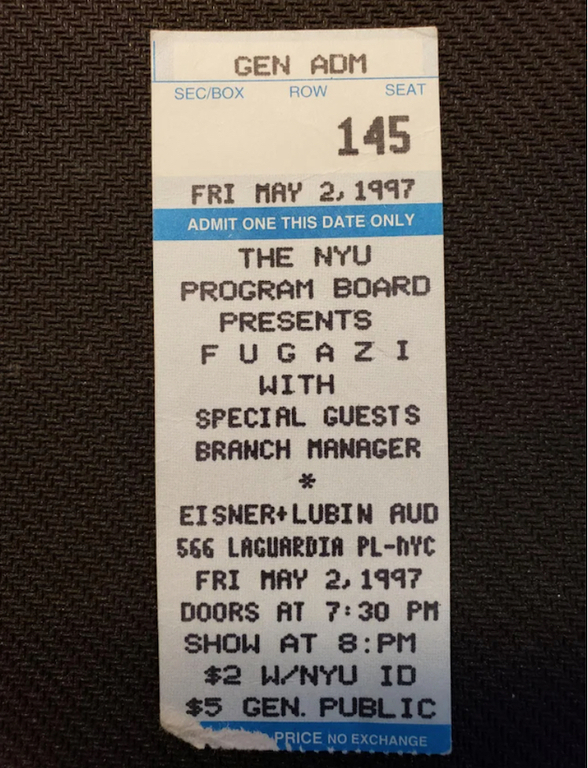 GEN ADM
SEC/BOX ROW SEAT
145
FRI MAY 2,1997
ADMIT ONE THIS DATE ONLY
THE NYU
PROGRAM BOARD
PRESENTS
F U G A Z I
WITH
SPECIAL GUESTS
BRANCH MANAGER
*
EISNER+LUBIN AUD
566 LAGUARDIA PL-NYC
FRI MAY 2,1997
DOORS AT 7:30 PM
SHOW AT 8:PM
$2 W/NYU ID
$5 GEN. PUBLIC
PRICE NO EXCHANGE